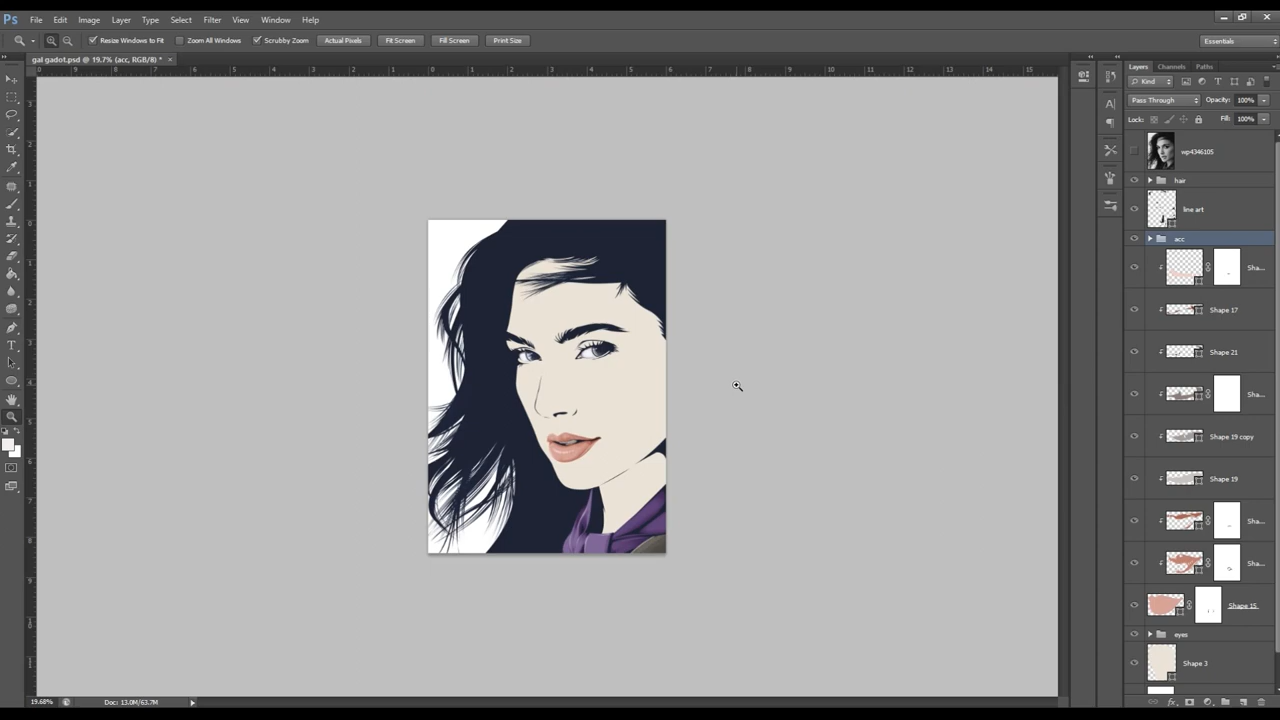 Ps File Edit Image Layer Type Select Filter View Window Help
Resize Windows to Fit Zoom All Windows Scrubby Zoom Actual Pixels Fit Screen Fill Screen Print Size Essentials
gal gadot.psd @ 19.7% (acc, RGB/8) *
Layers Channels Paths
Kind
Pass Through Opacity: 100%
Lock: Fill: 100%
wp4346105
hair
line art
acc
Sha...
Shape 17
Shape 21
Sha...
Shape 19 copy
Shape 19
Sha...
Sha...
Shape 15
eyes
Shape 3
19.68% Doc: 13.0M/63.7M